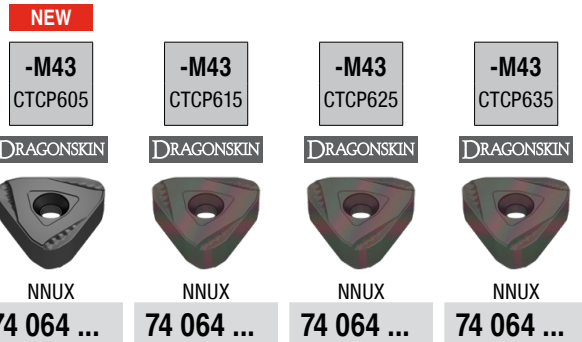 NEW
-M43 -M43 -M43 -M43
CTCP605 CTCP615 CTCP625 CTCP635
DRAGONSKIN DRAGONSKIN DRAGONSKIN DRAGONSKIN
NNUX NNUX NNUX NNUX
74 064 ... 74 064 ... 74 064 ... 74 064 ...